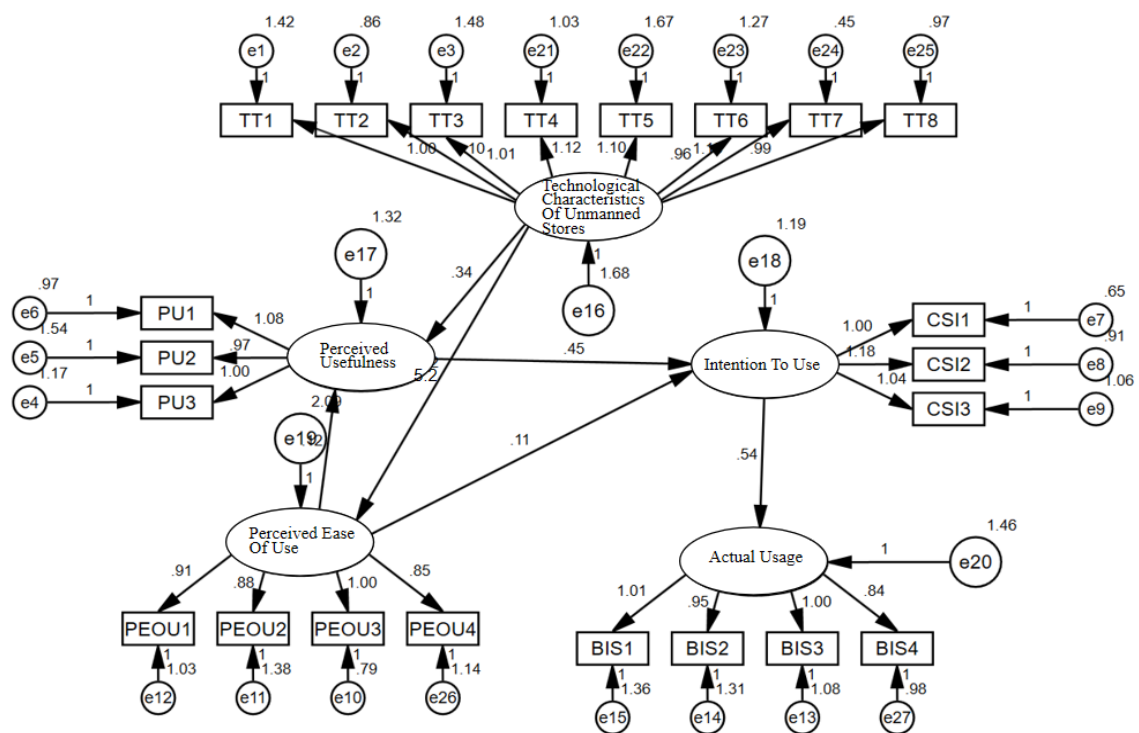 1.42 .86 1.48 1.03 1.67 1.27 .45 .97
e1 e2 e3 e21 e22 e23 e24 e25
1 1 1 1 1 1 1 1
TT1 TT2 TT3 TT4 TT5 TT6 TT7 TT8
1.00 .10 1.01 1.12 1.10 .96 1.1 .99
Technological
Characteristics
Of Unmanned
Stores
1
1.68
e16
1.32
e17
1
1.19
e18
1
.34
.97
e6 1 PU1 1.08
1.54
e5 1 PU2 .97
1.17
e4 1 PU3 1.00
Perceived
Usefulness
.45
5.2
Intention To Use
.65
1.00 CSI1 1 e7
.91
1.18 CSI2 1 e8
1.06
1.04 CSI3 1 e9
2.09
e19
.12
1
.11
.54
Perceived Ease
Of Use
.91 .88 1.00 .85
PEOU1 PEOU2 PEOU3 PEOU4
1 1 1 1
1.03 1.38 .79 1.14
e12 e11 e10 e26
Actual Usage
1
1.46
e20
1.01 .95 1.00 .84
BIS1 BIS2 BIS3 BIS4
1 1 1 1
1.36 1.31 1.08 .98
e15 e14 e13 e27